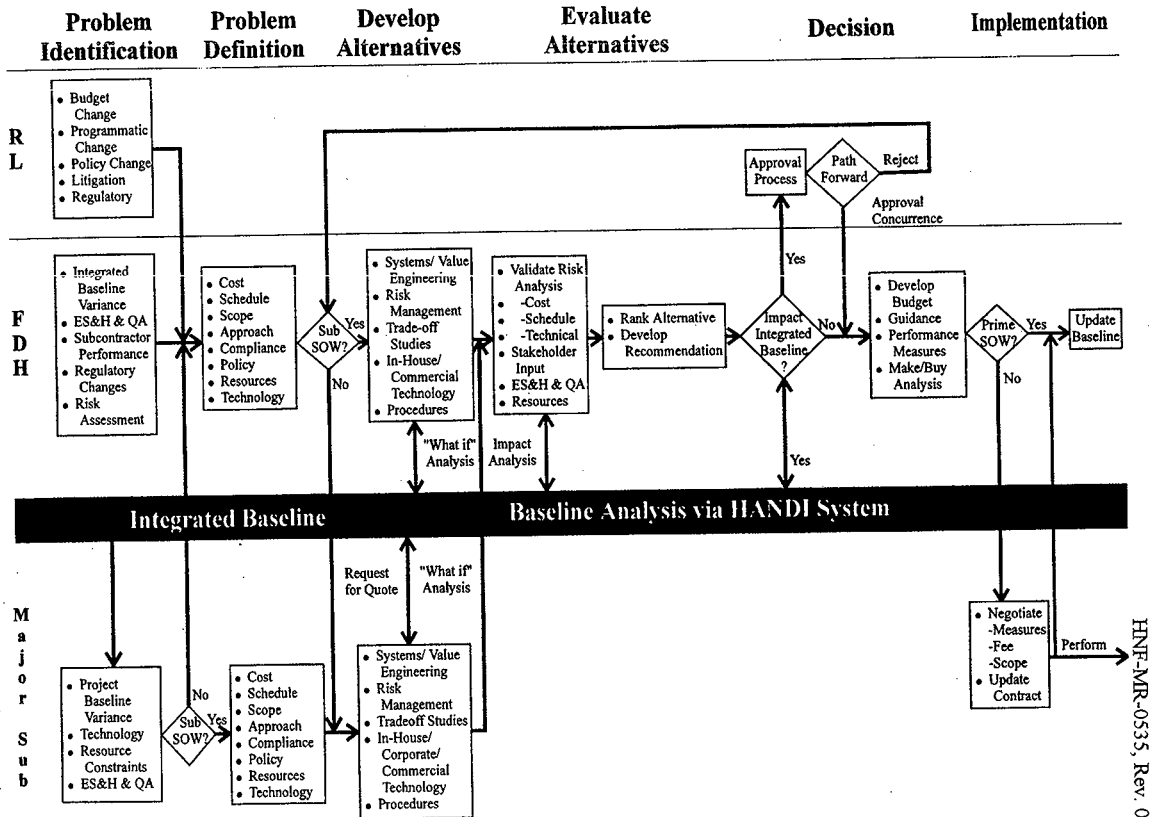 Problem
Identification
Problem
Definition
Develop
Alternatives
Evaluate
Alternatives
Decision
Implementation
R
L
• Budget
Change
• Programmatic
Change
• Policy Change
• Litigation
• Regulatory
Approval
Process
Path
Forward
Reject
Approval
Concurrence
F
D
H
• Integrated
Baseline
Variance
• ES&H & QA
• Subcontractor
Performance
• Regulatory
Changes
• Risk
Assessment
• Cost
• Schedule
• Scope
• Approach
• Compliance
• Policy
• Resources
• Technology
Sub
SOW?
Yes
No
• Systems/ Value
Engineering
• Risk
Management
• Trade-off
Studies
• In-House/
Commercial
Technology
• Procedures
• Validate Risk
Analysis
• -Cost
• -Schedule
• -Technical
• Stakeholder
Input
• ES&H & QA
• Resources
• Rank Alternative
• Develop
Recommendation
Yes
Impact
Integrated
Baseline
?
No
Yes
• Develop
Budget
• Guidance
• Performance
Measures
• Make/Buy
Analysis
Prime
SOW?
Yes
No
Update
Baseline
"What if"
Analysis
Impact
Analysis
Integrated Baseline
Baseline Analysis via HANDI System
Request
for Quote
"What if"
Analysis
M
a
j
o
r
S
u
b
• Project
Baseline
Variance
• Technology
• Resource
Constraints
• ES&H & QA
No
Sub
SOW?
Yes
• Cost
• Schedule
• Scope
• Approach
• Compliance
• Policy
• Resources
• Technology
• Systems/ Value
Engineering
• Risk
Management
• Tradeoff Studies
• In-House/
Corporate/
Commercial
Technology
• Procedures
• Negotiate
-Measures
-Fee
-Scope
• Update
Contract
Perform
HNF-MR-0535, Rev. 0